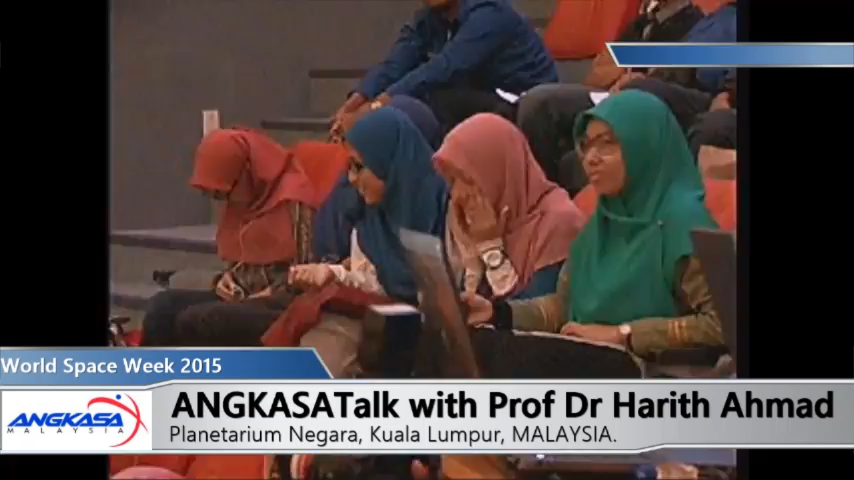 World Space Week 2015
ANGKASATalk with Prof Dr Harith Ahmad
ANGKASA
MALAYSIA
Planetarium Negara, Kuala Lumpur, MALAYSIA.